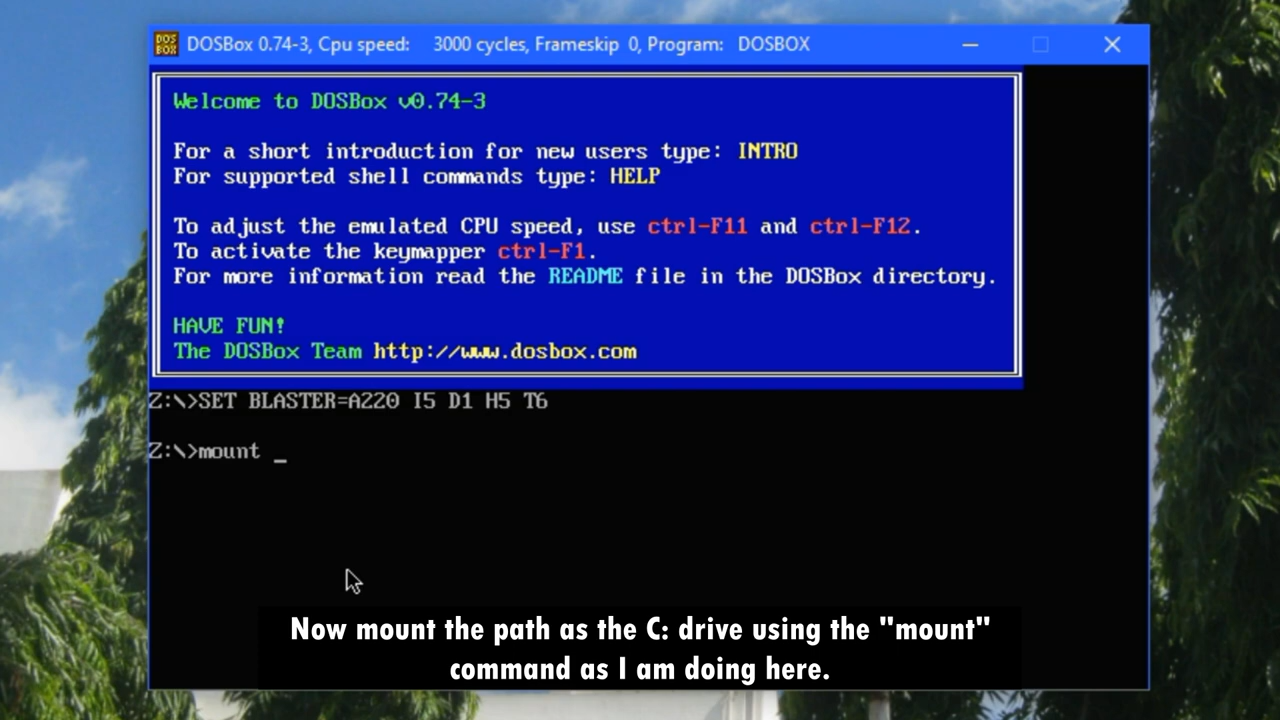 DOS BOX
DOSBox 0.74-3, Cpu speed: 3000 cycles, Frameskip 0, Program: DOSBOX
Welcome to DOSBox v0.74-3
For a short introduction for new users type: INTRO
For supported shell commands type: HELP
To adjust the emulated CPU speed, use ctrl-F11 and ctrl-F12.
To activate the keymapper ctrl-F1.
For more information read the README file in the DOSBox directory.
HAVE FUN!
The DOSBox Team http://www.dosbox.com
Z:\>SET BLASTER=A220 I5 D1 H5 T6
Z:\>mount _
Now mount the path as the C: drive using the "mount"
command as I am doing here.